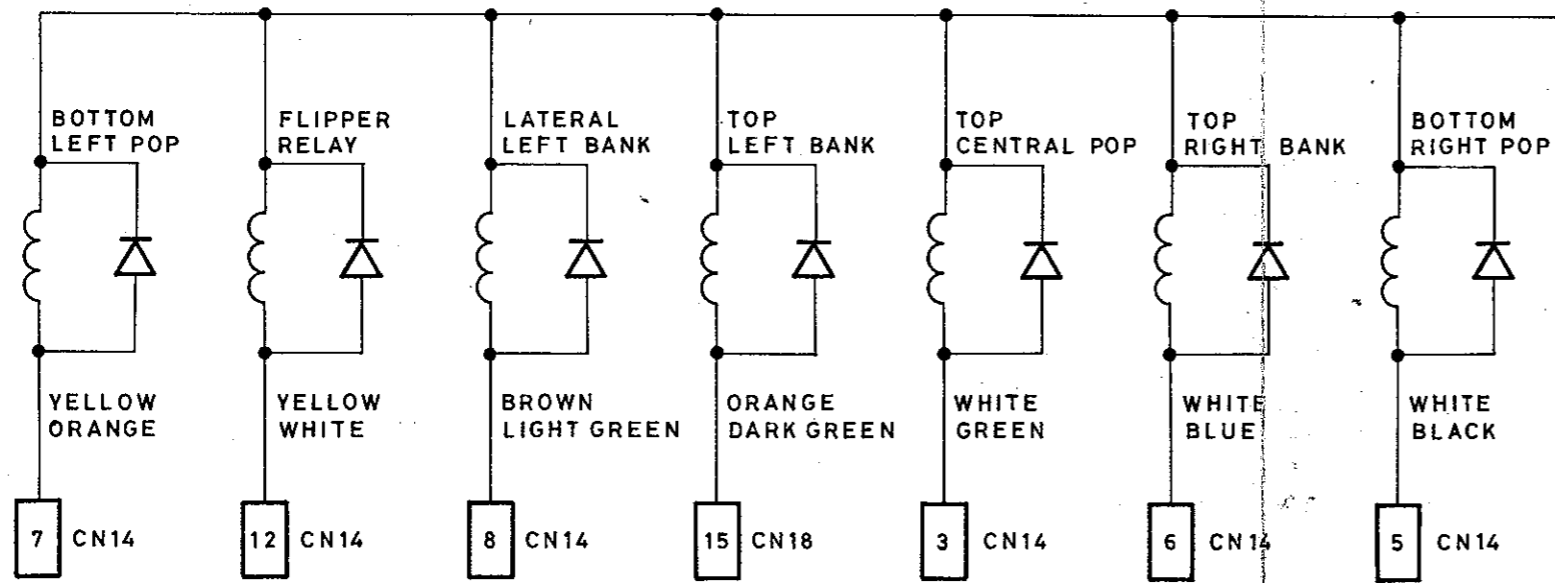 BOTTOM
LEFT POP
FLIPPER
RELAY
LATERAL
LEFT BANK
TOP
LEFT BANK
TOP
CENTRAL POP
TOP
RIGHT BANK
BOTTOM
RIGHT POP
YELLOW
ORANGE
YELLOW
WHITE
BROWN
LIGHT GREEN
ORANGE
DARK GREEN
WHITE
GREEN
WHITE
BLUE
WHITE
BLACK
7 CN14
12 CN14
8 CN14
15 CN18
3 CN14
6 CN14
5 CN14